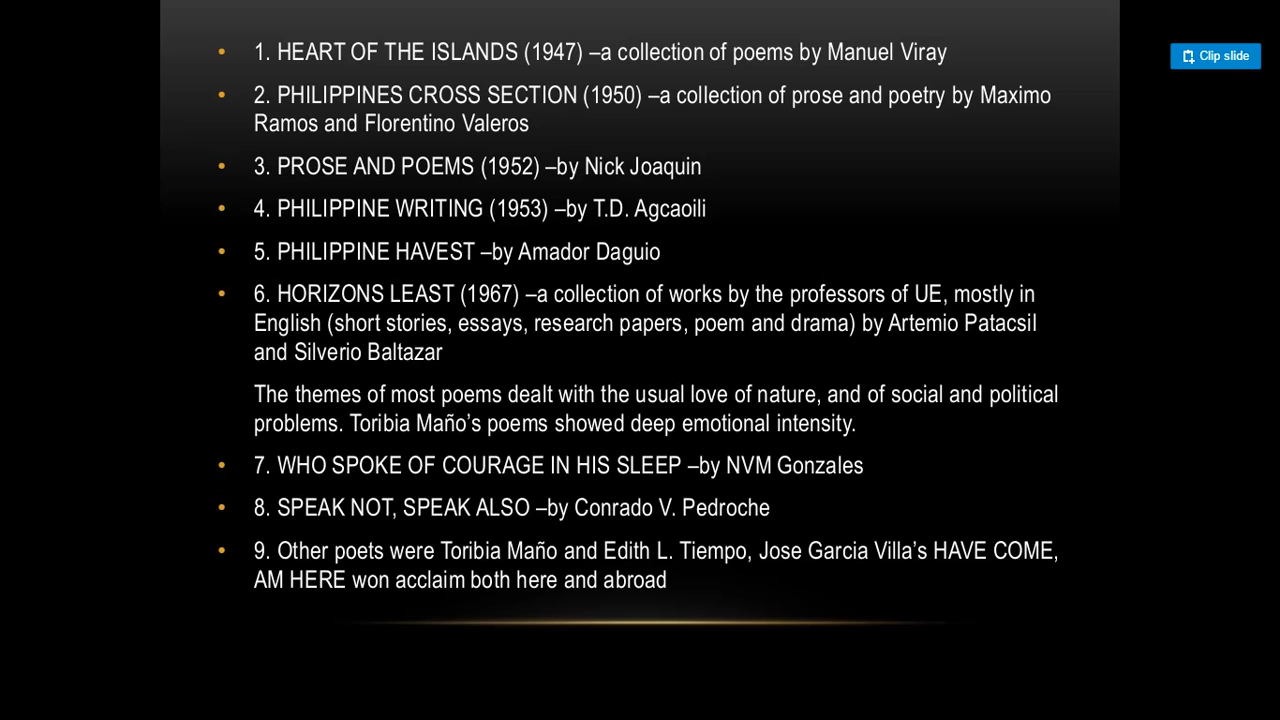 • 1. HEART OF THE ISLANDS (1947) –a collection of poems by Manuel Viray
Clip slide
• 2. PHILIPPINES CROSS SECTION (1950) –a collection of prose and poetry by Maximo
Ramos and Florentino Valeros
• 3. PROSE AND POEMS (1952) –by Nick Joaquin
• 4. PHILIPPINE WRITING (1953) –by T.D. Agcaoili
• 5. PHILIPPINE HAVEST –by Amador Daguio
• 6. HORIZONS LEAST (1967) –a collection of works by the professors of UE, mostly in
English (short stories, essays, research papers, poem and drama) by Artemio Patacsil
and Silverio Baltazar
The themes of most poems dealt with the usual love of nature, and of social and political
problems. Toribia Maño’s poems showed deep emotional intensity.
• 7. WHO SPOKE OF COURAGE IN HIS SLEEP –by NVM Gonzales
• 8. SPEAK NOT, SPEAK ALSO –by Conrado V. Pedroche
• 9. Other poets were Toribia Maño and Edith L. Tiempo, Jose Garcia Villa’s HAVE COME,
AM HERE won acclaim both here and abroad